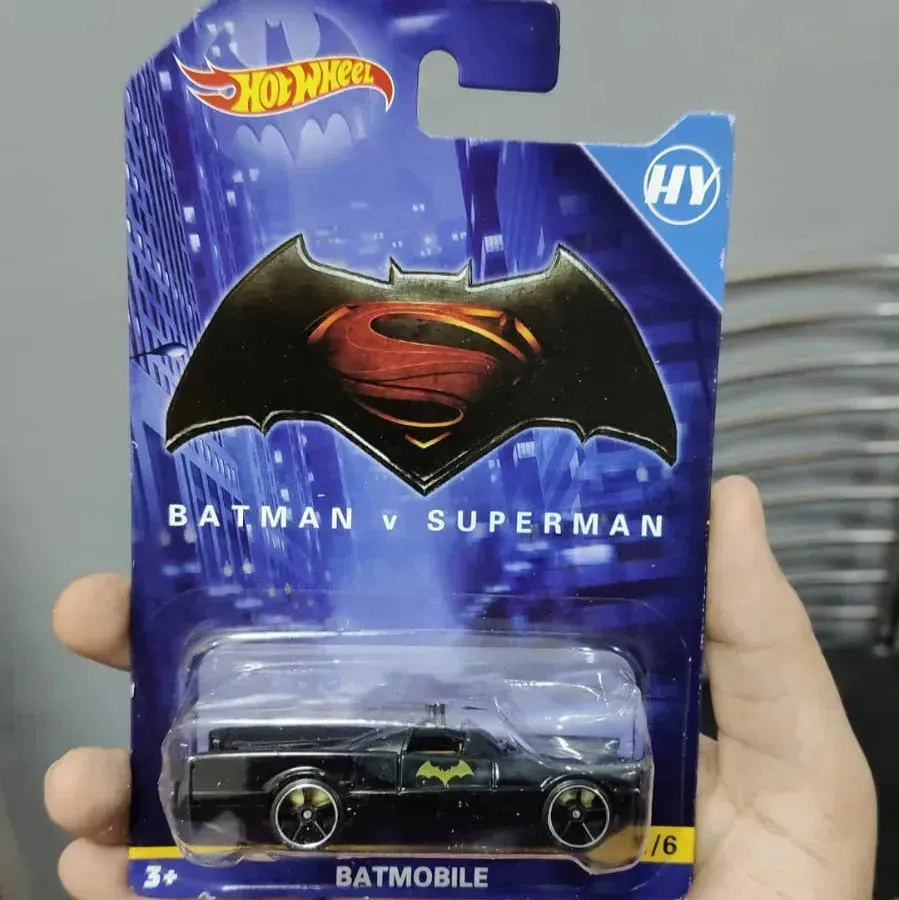 HOT WHEEL
HY
BATMAN v SUPERMAN
/6
3+
BATMOBILE